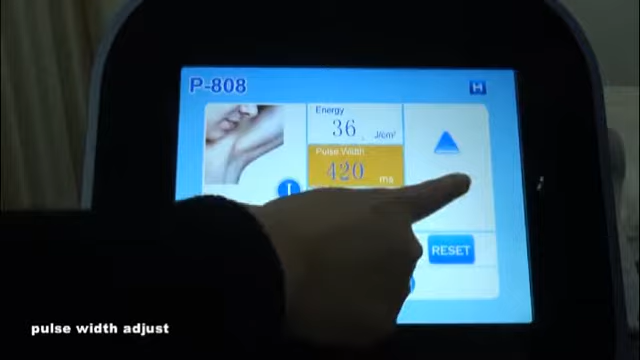 P-808
H
Energy
36 J/cm²
Pulse Width
420 ms
RESET
pulse width adjust